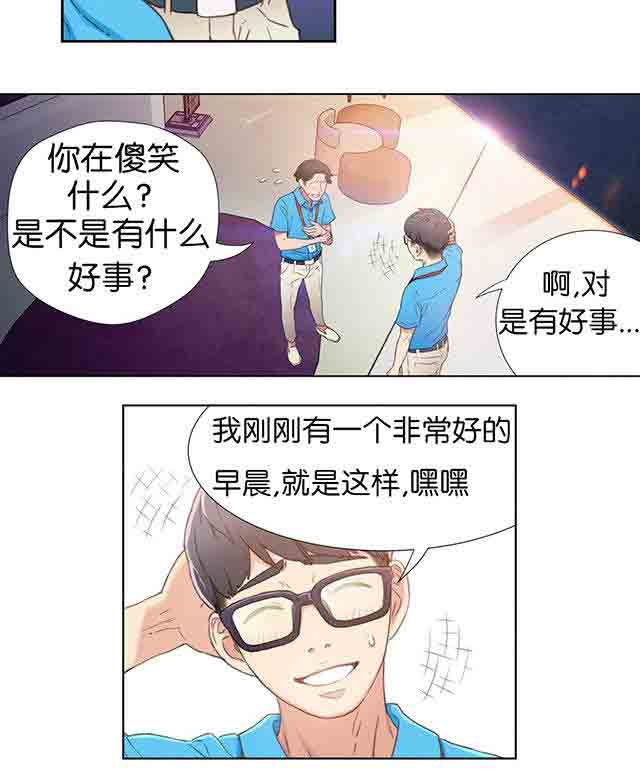 你在傻笑
什么?
是不是有什么
好事?
啊,对
是有好事...
我刚刚有一个非常好的
早晨,就是这样,嘿嘿